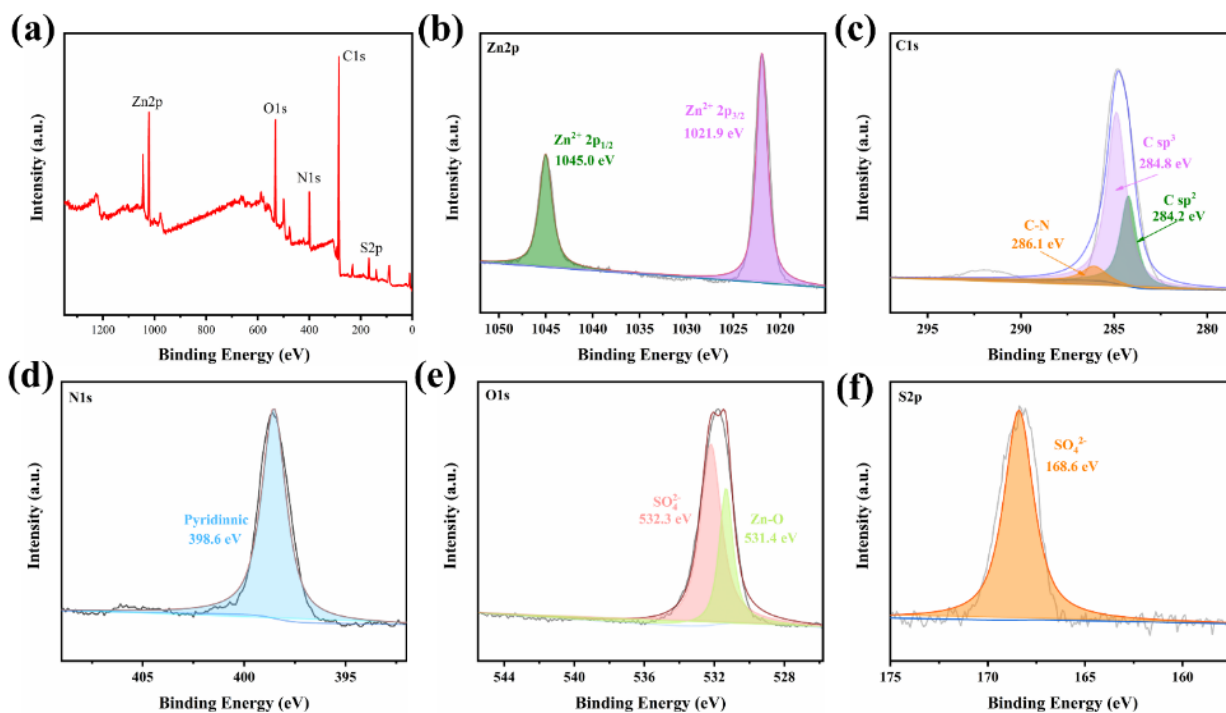 (a)
C1s
Zn2p
O1s
N1s
S2p
Intensity (a.u.)
1200 1000 800 600 400 200 0
Binding Energy (eV)
(b)
Zn2p
Zn²⁺ 2p₃/₂
1021.9 eV
Zn²⁺ 2p₁/₂
1045.0 eV
Intensity (a.u.)
1050 1045 1040 1035 1030 1025 1020
Binding Energy (eV)
(c)
C1s
C sp³
284.8 eV
C sp²
284.2 eV
C-N
286.1 eV
Intensity (a.u.)
295 290 285 280
Binding Energy (eV)
(d)
N1s
Pyridinnic
398.6 eV
Intensity (a.u.)
405 400 395
Binding Energy (eV)
(e)
O1s
SO₄²⁻
532.3 eV
Zn-O
531.4 eV
Intensity (a.u.)
544 540 536 532 528
Binding Energy (eV)
(f)
S2p
SO₄²⁻
168.6 eV
Intensity (a.u.)
175 170 165 160
Binding Energy (eV)